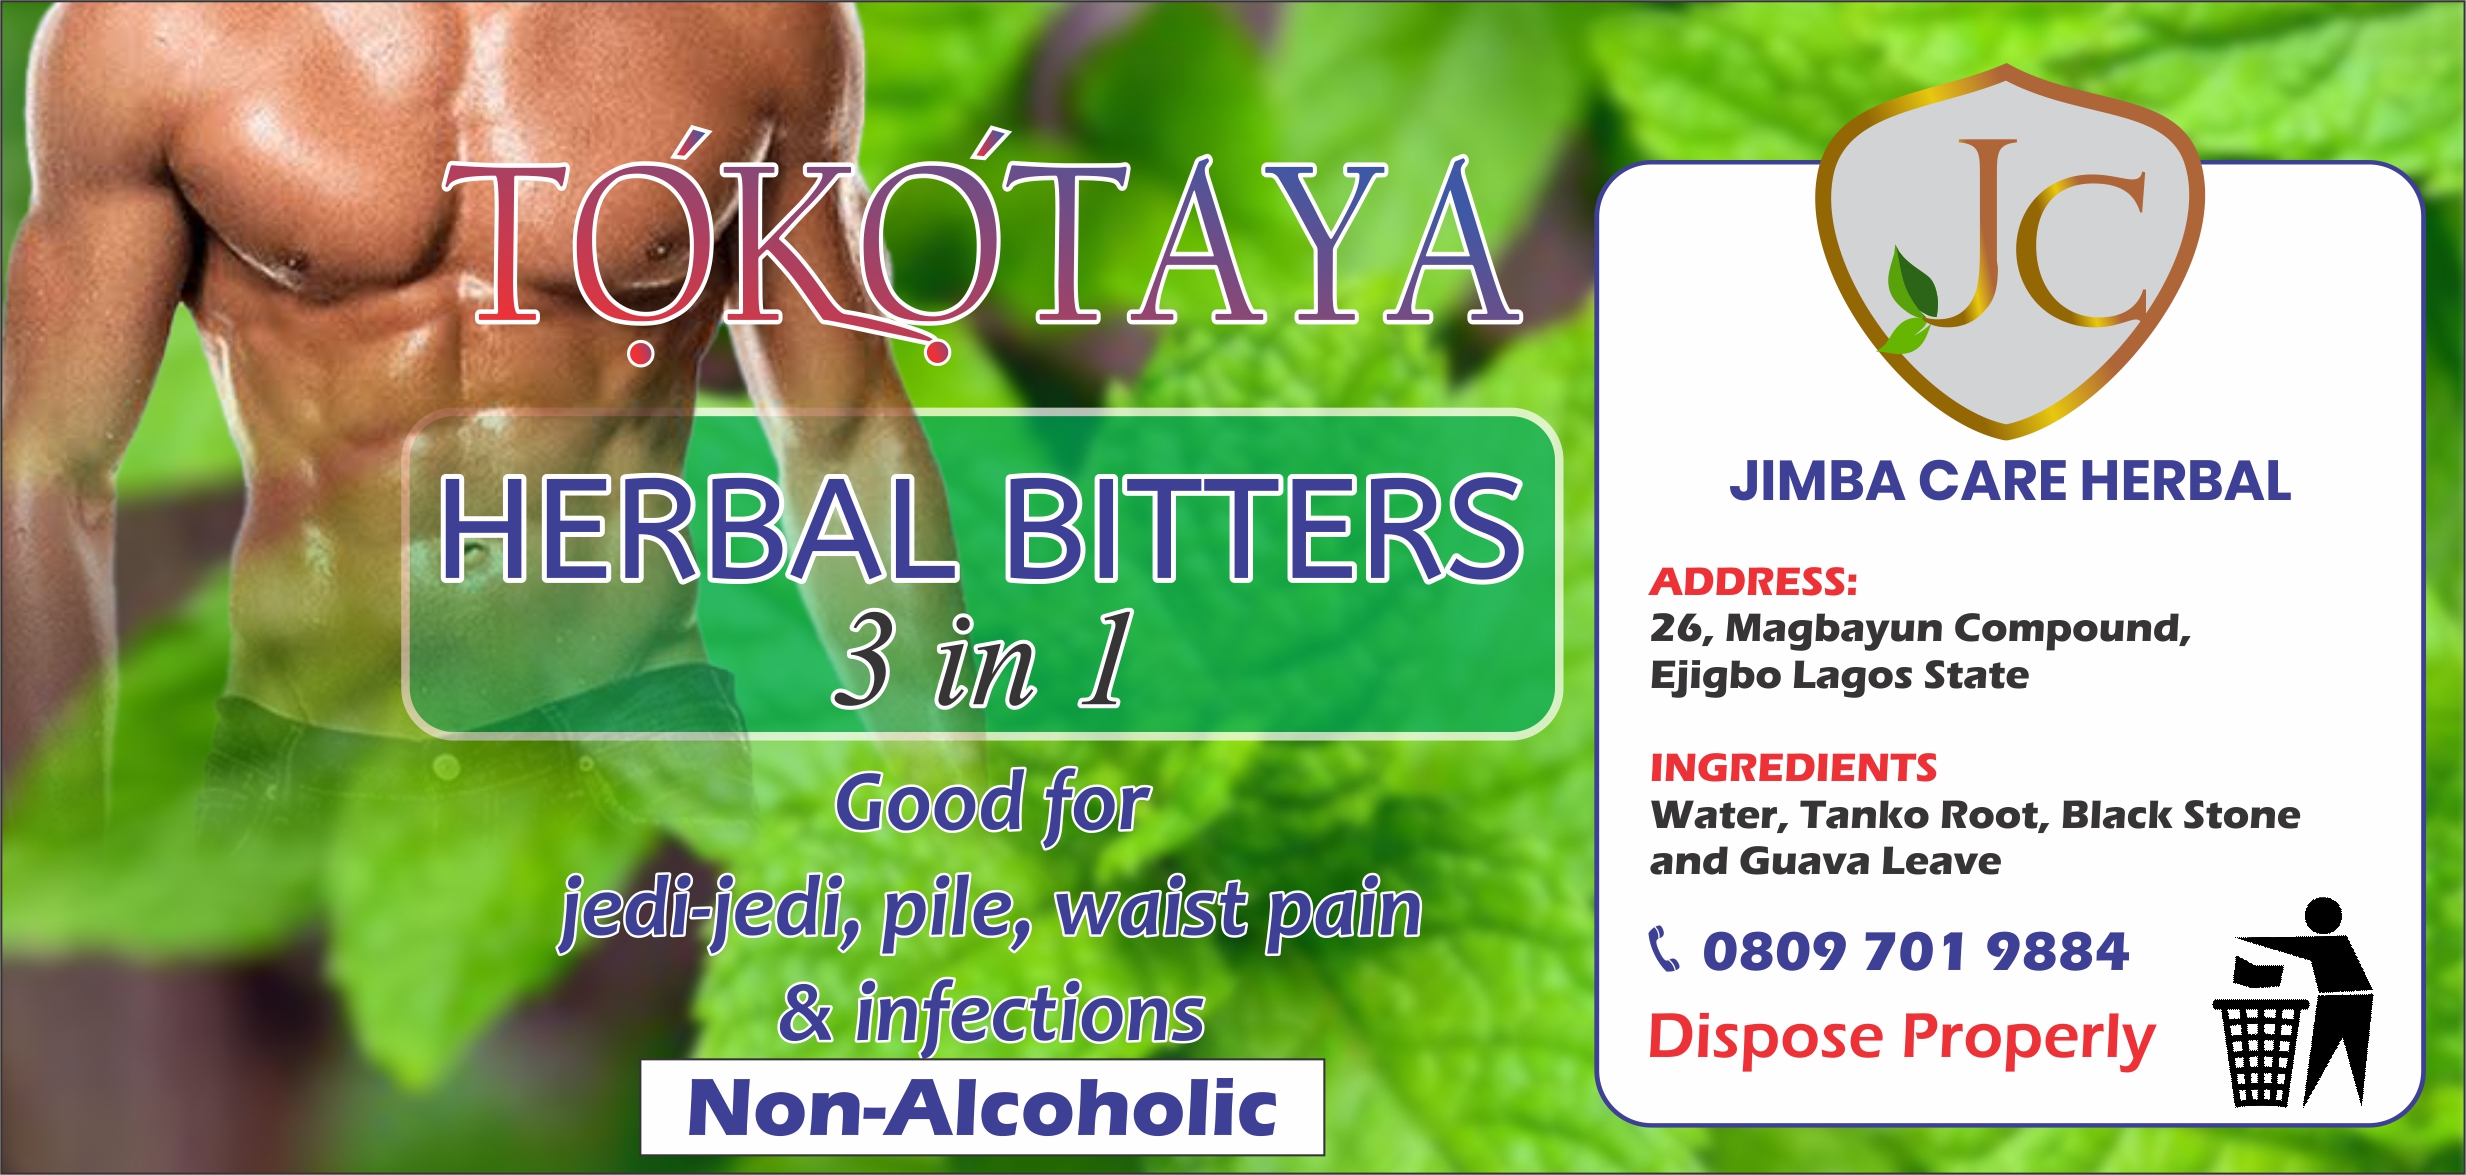 TỌ́KỌ́TAYA
HERBAL BITTERS
3 in 1
Good for
jedi-jedi, pile, waist pain
& infections
Non-Alcoholic
JC
JIMBA CARE HERBAL
ADDRESS:
26, Magbayun Compound,
Ejigbo Lagos State
INGREDIENTS
Water, Tanko Root, Black Stone
and Guava Leave
0809 701 9884
Dispose Properly